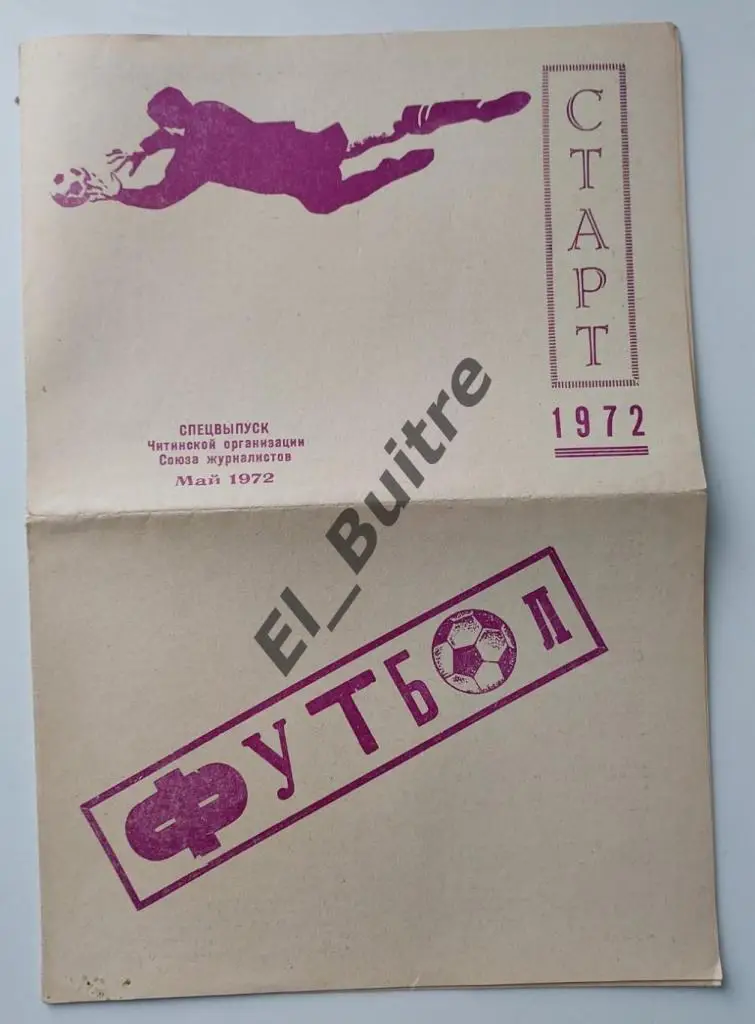 СТАРТ
1972
СПЕЦВЫПУСК
Читинской организации
Союза журналистов
Май 1972
El_Buitre
ФУТБОЛ